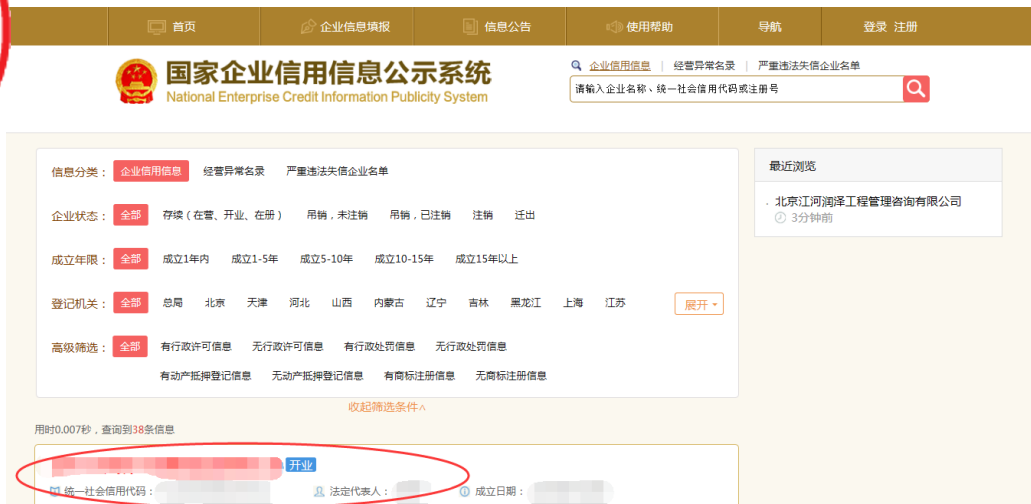 首页 企业信息填报 信息公告 使用帮助 导航 登录 注册
国家企业信用信息公示系统
National Enterprise Credit Information Publicity System
企业信用信息 | 经营异常名录 | 严重违法失信企业名单
请输入企业名称、统一社会信用代码或注册号
信息分类： 企业信用信息 经营异常名录 严重违法失信企业名单
企业状态： 全部 存续（在营、开业、在册） 吊销，未注销 吊销，已注销 注销 迁出
成立年限： 全部 成立1年内 成立1-5年 成立5-10年 成立10-15年 成立15年以上
登记机关： 全部 总局 北京 天津 河北 山西 内蒙古 辽宁 吉林 黑龙江 上海 江苏 展开
高级筛选： 全部 有行政许可信息 无行政许可信息 有行政处罚信息 无行政处罚信息
有动产抵押登记信息 无动产抵押登记信息 有商标注册信息 无商标注册信息
收起筛选条件
最近浏览
· 北京江河润泽工程管理咨询有限公司
3分钟前
用时0.007秒，查询到38条信息
开业
统一社会信用代码： 法定代表人： 成立日期：